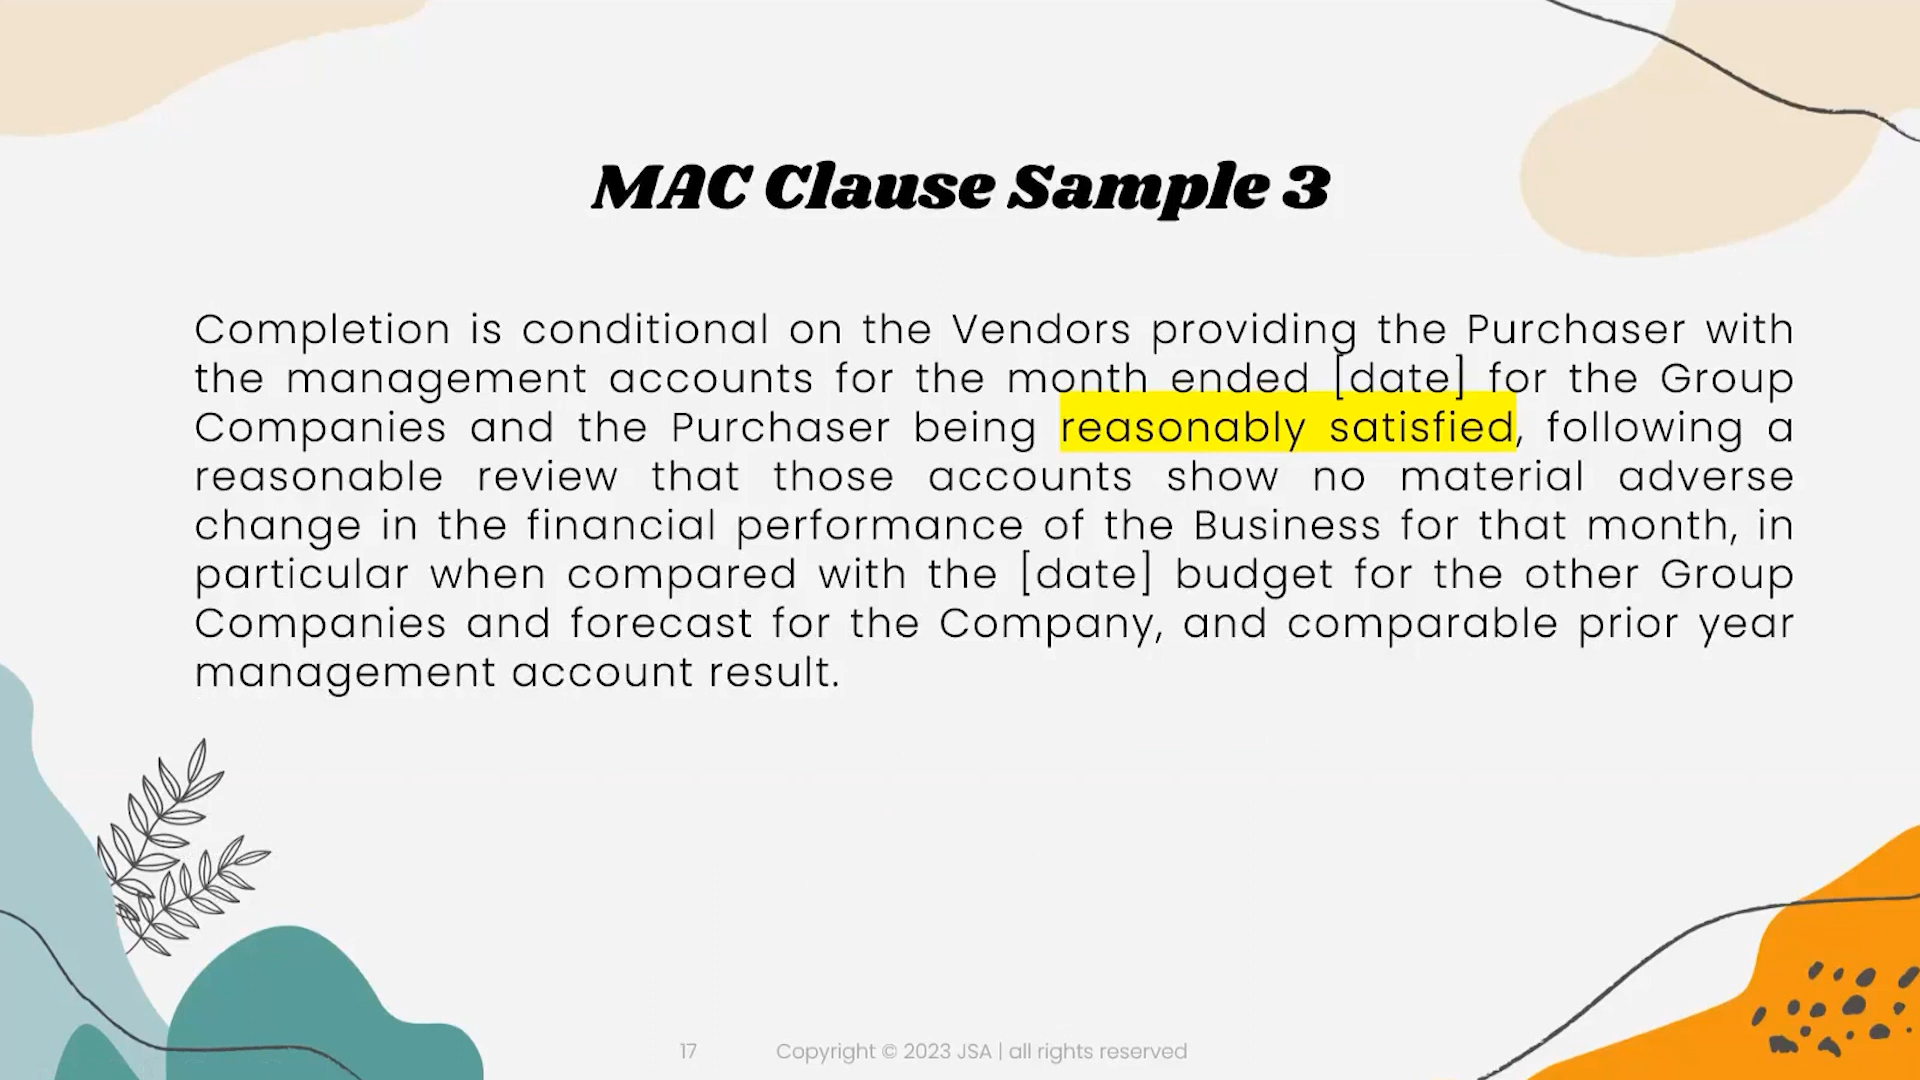 MAC Clause Sample 3
Completion is conditional on the Vendors providing the Purchaser with
the management accounts for the month ended [date] for the Group
Companies and the Purchaser being reasonably satisfied, following a
reasonable review that those accounts show no material adverse
change in the financial performance of the Business for that month, in
particular when compared with the [date] budget for the other Group
Companies and forecast for the Company, and comparable prior year
management account result.
17 Copyright © 2023 JSA | all rights reserved